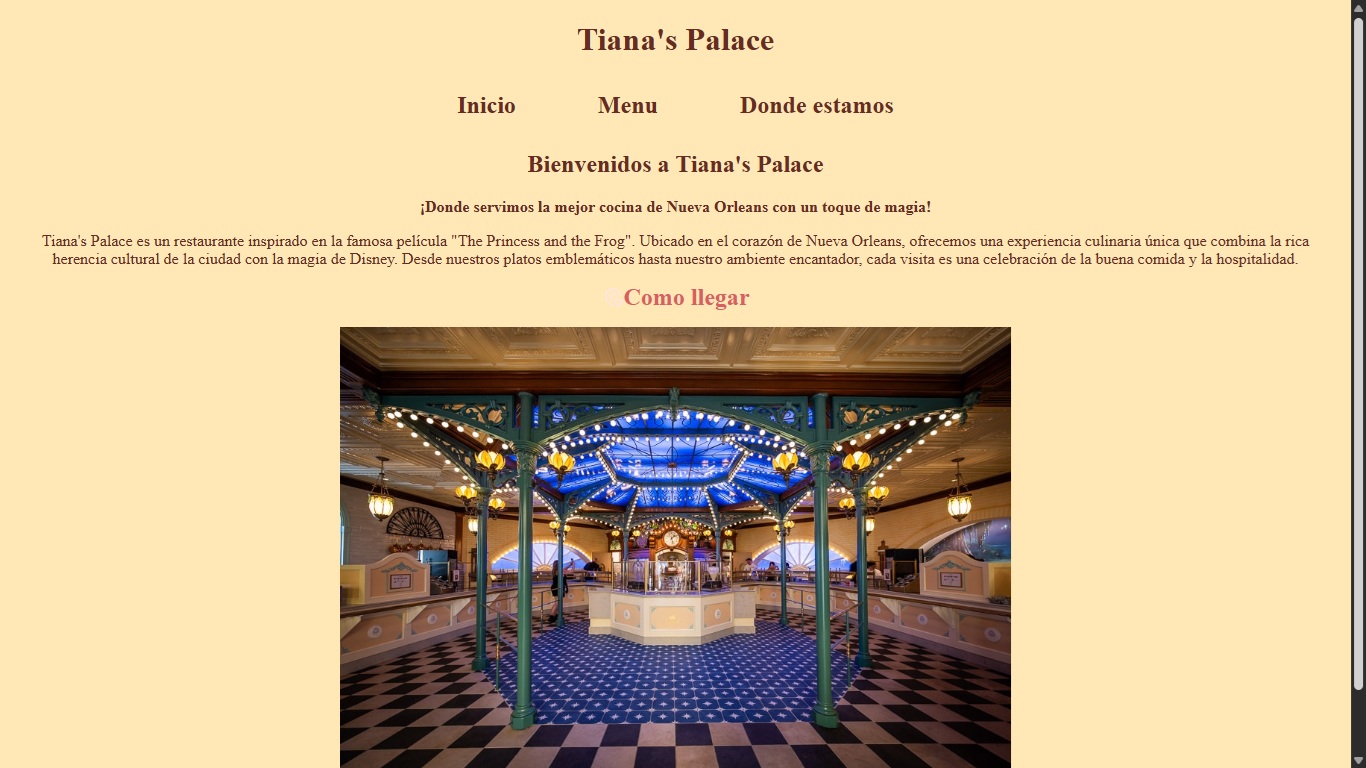 Tiana's Palace
Inicio Menu Donde estamos
Bienvenidos a Tiana's Palace
¡Donde servimos la mejor cocina de Nueva Orleans con un toque de magia!
Tiana's Palace es un restaurante inspirado en la famosa película "The Princess and the Frog". Ubicado en el corazón de Nueva Orleans, ofrecemos una experiencia culinaria única que combina la rica
herencia cultural de la ciudad con la magia de Disney. Desde nuestros platos emblemáticos hasta nuestro ambiente encantador, cada visita es una celebración de la buena comida y la hospitalidad.
Como llegar